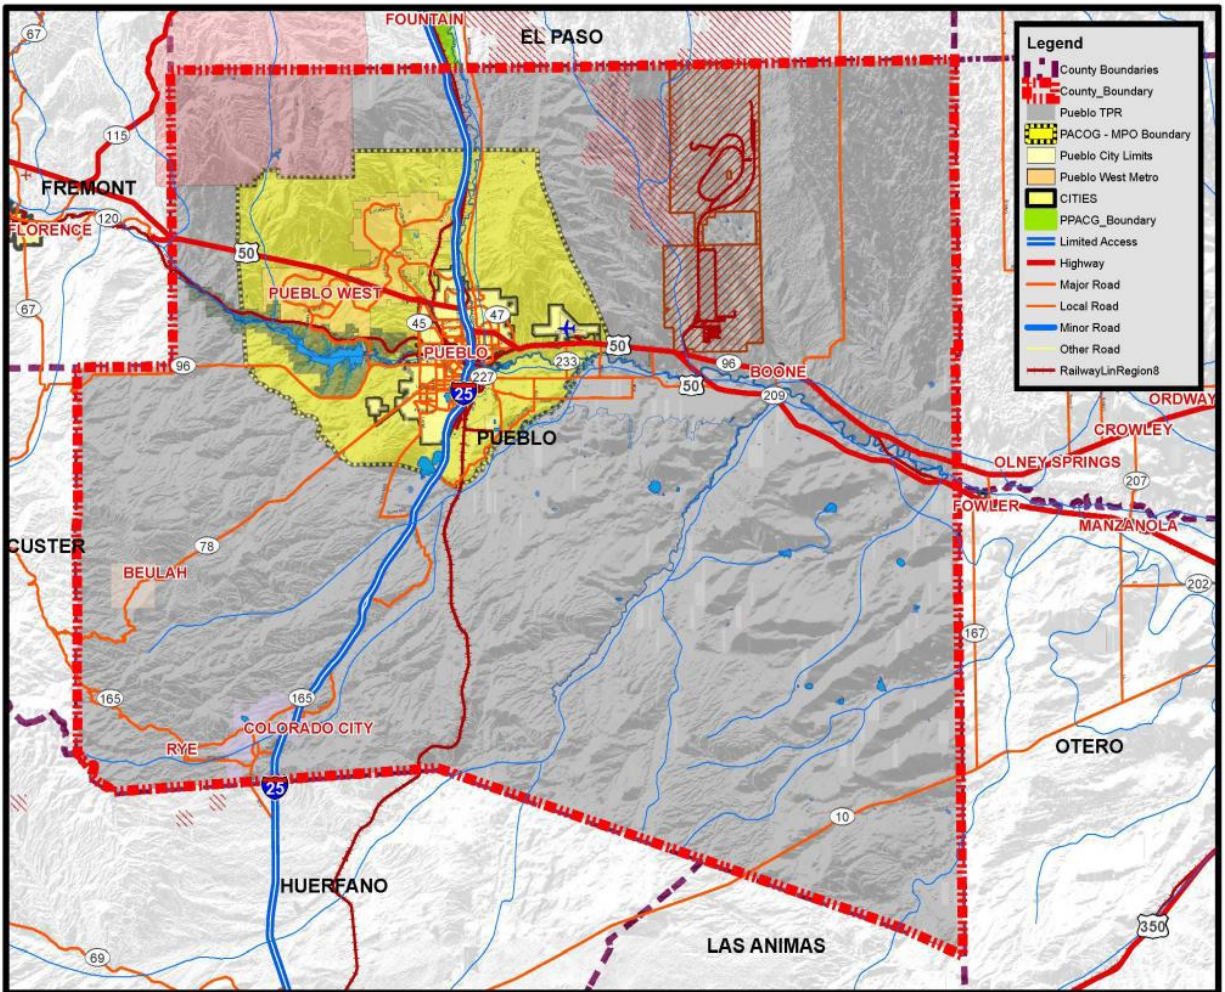 FOUNTAIN
EL PASO
67
115
FREMONT
120
FLORENCE
50
67
PUEBLO WEST
45
47
PUEBLO
50
233
96
227
25
50
96
BOONE
209
PUEBLO
ORDWAY
CROWLEY
OLNEY SPRINGS
207
FOWLER
MANZANOLA
CUSTER
78
BEULAH
202
167
165
165
COLORADO CITY
RYE
25
OTERO
10
HUERFANO
LAS ANIMAS
350
69
Legend
County Boundaries
County_Boundary
Pueblo TPR
PACOG - MPO Boundary
Pueblo City Limits
Pueblo West Metro
CITIES
PPACG_Boundary
Limited Access
Highway
Major Road
Local Road
Minor Road
Other Road
RailwayLinRegion8